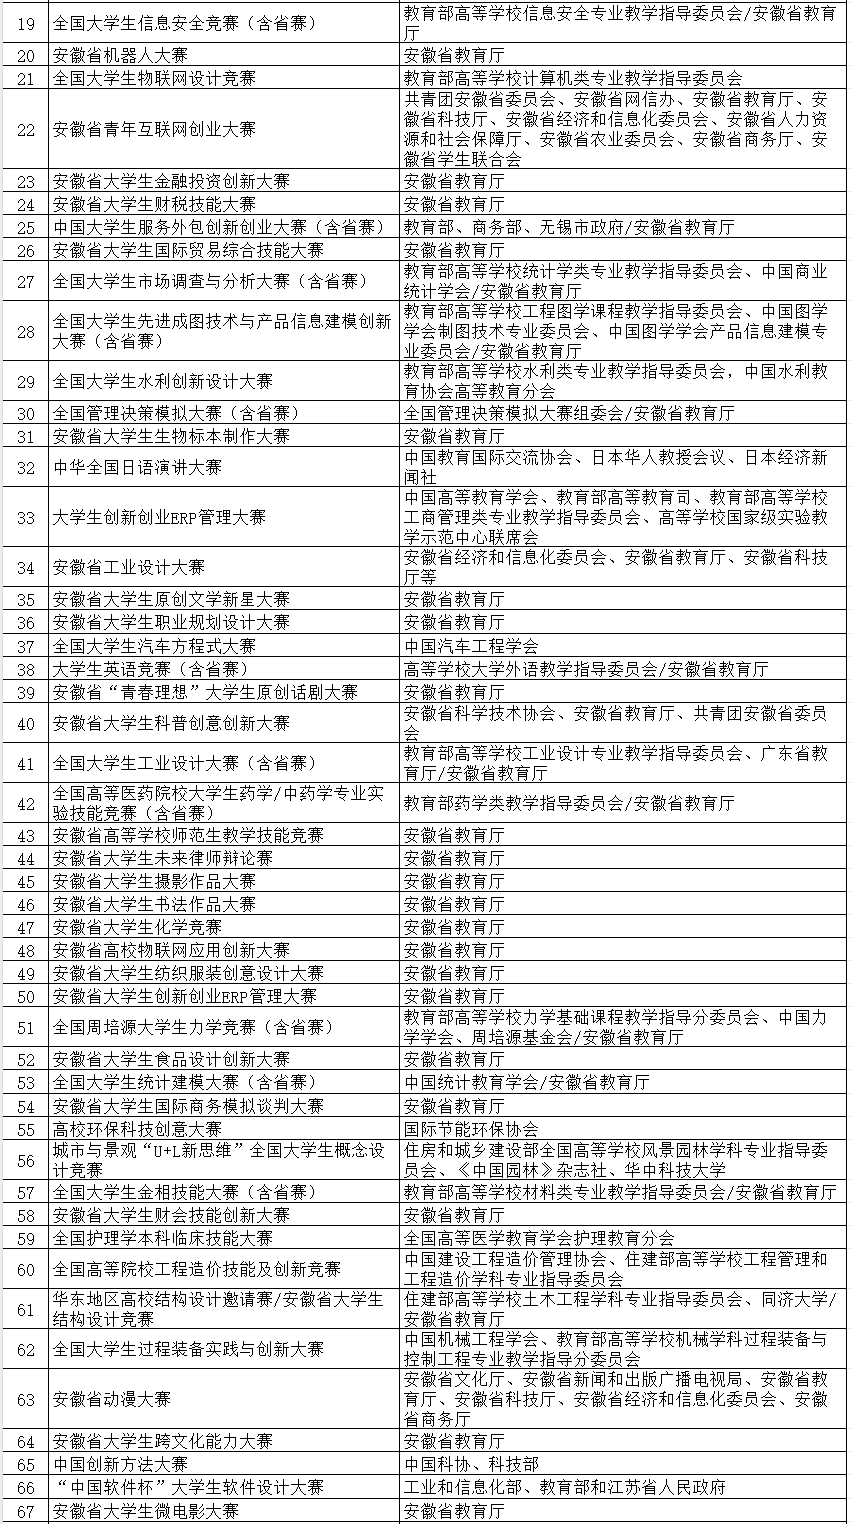 19 全国大学生信息安全竞赛（含省赛） 教育部高等学校信息安全专业教学指导委员会/安徽省教育
厅
20 安徽省机器人大赛 安徽省教育厅
21 全国大学生物联网设计竞赛 教育部高等学校计算机类专业教学指导委员会
22 安徽省青年互联网创业大赛 共青团安徽省委员会、安徽省网信办、安徽省教育厅、安
徽省科技厅、安徽省经济和信息化委员会、安徽省人力资
源和社会保障厅、安徽省农业委员会、安徽省商务厅、安
徽省学生联合会
23 安徽省大学生金融投资创新大赛 安徽省教育厅
24 安徽省大学生财税技能大赛 安徽省教育厅
25 中国大学生服务外包创新创业大赛（含省赛） 教育部、商务部、无锡市政府/安徽省教育厅
26 安徽省大学生国际贸易综合技能大赛 安徽省教育厅
27 全国大学生市场调查与分析大赛（含省赛） 教育部高等学校统计学类专业教学指导委员会、中国商业
统计学会/安徽省教育厅
28 全国大学生先进成图技术与产品信息建模创新
大赛（含省赛） 教育部高等学校工程图学课程教学指导委员会、中国图学
学会制图技术专业委员会、中国图学学会产品信息建模专
业委员会/安徽省教育厅
29 全国大学生水利创新设计大赛 教育部高等学校水利类专业教学指导委员会，中国水利教
育协会高等教育分会
30 全国管理决策模拟大赛（含省赛） 全国管理决策模拟大赛组委会/安徽省教育厅
31 安徽省大学生生物标本制作大赛 安徽省教育厅
32 中华全国日语演讲大赛 中国教育国际交流协会、日本华人教授会议、日本经济新
闻社
33 大学生创新创业ERP管理大赛 中国高等教育学会、教育部高等教育司、教育部高等学校
工商管理类专业教学指导委员会、高等学校国家级实验教
学示范中心联席会
34 安徽省工业设计大赛 安徽省经济和信息化委员会、安徽省教育厅、安徽省科技
厅等
35 安徽省大学生原创文学新星大赛 安徽省教育厅
36 安徽省大学生职业规划设计大赛 安徽省教育厅
37 全国大学生汽车方程式大赛 中国汽车工程学会
38 大学生英语竞赛（含省赛） 高等学校大学外语教学指导委员会/安徽省教育厅
39 安徽省“青春理想”大学生原创话剧大赛 安徽省教育厅
40 安徽省大学生科普创意创新大赛 安徽省科学技术协会、安徽省教育厅、共青团安徽省委员
会
41 全国大学生工业设计大赛（含省赛） 教育部高等学校工业设计专业教学指导委员会、广东省教
育厅/安徽省教育厅
42 全国高等医药院校大学生药学/中药学专业实
验技能竞赛（含省赛） 教育部药学类教学指导委员会/安徽省教育厅
43 安徽省高等学校师范生教学技能竞赛 安徽省教育厅
44 安徽省大学生未来律师辩论赛 安徽省教育厅
45 安徽省大学生摄影作品大赛 安徽省教育厅
46 安徽省大学生书法作品大赛 安徽省教育厅
47 安徽省大学生化学竞赛 安徽省教育厅
48 安徽省高校物联网应用创新大赛 安徽省教育厅
49 安徽省大学生纺织服装创意设计大赛 安徽省教育厅
50 安徽省大学生创新创业ERP管理大赛 安徽省教育厅
51 全国周培源大学生力学竞赛（含省赛） 教育部高等学校力学基础课程教学指导分委员会、中国力
学学会、周培源基金会/安徽省教育厅
52 安徽省大学生食品设计创新大赛 安徽省教育厅
53 全国大学生统计建模大赛（含省赛） 中国统计教育学会/安徽省教育厅
54 安徽省大学生国际商务模拟谈判大赛 安徽省教育厅
55 高校环保科技创意大赛 国际节能环保协会
56 城市与景观“U+L新思维”全国大学生概念设
计竞赛 住房和城乡建设部全国高等学校风景园林学科专业指导委
员会、《中国园林》杂志社、华中科技大学
57 全国大学生金相技能大赛（含省赛） 教育部高等学校材料类专业教学指导委员会/安徽省教育厅
58 安徽省大学生财会技能创新大赛 安徽省教育厅
59 全国护理学本科临床技能大赛 全国高等医学教育学会护理教育分会
60 全国高等院校工程造价技能及创新竞赛 中国建设工程造价管理协会、住建部高等学校工程管理和
工程造价学科专业指导委员会
61 华东地区高校结构设计邀请赛/安徽省大学生
结构设计竞赛 住建部高等学校土木工程学科专业指导委员会、同济大学/
安徽省教育厅
62 全国大学生过程装备实践与创新大赛 中国机械工程学会、教育部高等学校机械学科过程装备与
控制工程专业教学指导分委员会
63 安徽省动漫大赛 安徽省文化厅、安徽省新闻和出版广播电视局、安徽省教
育厅、安徽省科技厅、安徽省经济和信息化委员会、安徽
省商务厅
64 安徽省大学生跨文化能力大赛 安徽省教育厅
65 中国创新方法大赛 中国科协、科技部
66 “中国软件杯”大学生软件设计大赛 工业和信息化部、教育部和江苏省人民政府
67 安徽省大学生微电影大赛 安徽省教育厅